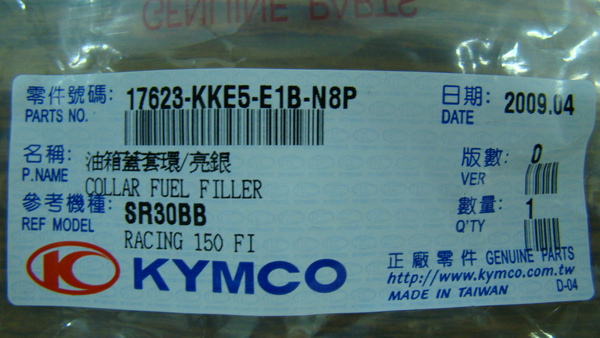 GENUINE PARTS
零件號碼: 17623-KKE5-E1B-N8P
PARTS NO.
日期: 2009.04
DATE
名稱: 油箱蓋套環/亮銀
P.NAME COLLAR FUEL FILLER
版數: 0
VER
參考機種: SR30BB
REF MODEL RACING 150 FI
數量: 1
Q'TY
KYMCO
正廠零件 GENUINE PARTS
http://www.kymco.com.tw
MADE IN TAIWAN D-04